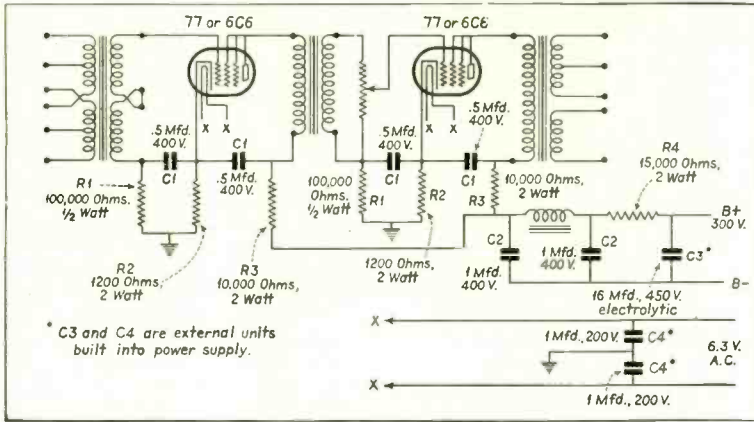 77 or 6C6
77 or 6C6
.5 Mfd.
400 V.
C1
C1
.5 Mfd.
400 V.
R1
100,000 Ohms.
1/2 Watt
R2
1200 Ohms,
2 Watt
R3
10,000 Ohms,
2 Watt
X X
100,000
Ohms.
1/2 Watt
R1
.5 Mfd.
400 V.
C1
R2
1200 Ohms,
2 Watt
X X
.5 Mfd.
400 V.
C1
R3
10,000 Ohms,
2 Watt
R4
15,000 Ohms,
2 Watt
B+
300 V.
C2
1 Mfd.
400 V.
1 Mfd.
400 V.
C2
C3*
B-
16 Mfd., 450 V.
electrolytic
* C3 and C4 are external units
built into power supply.
X
1 Mfd., 200 V.
C4*
6.3 V.
A.C.
C4*
X
1 Mfd., 200 V.